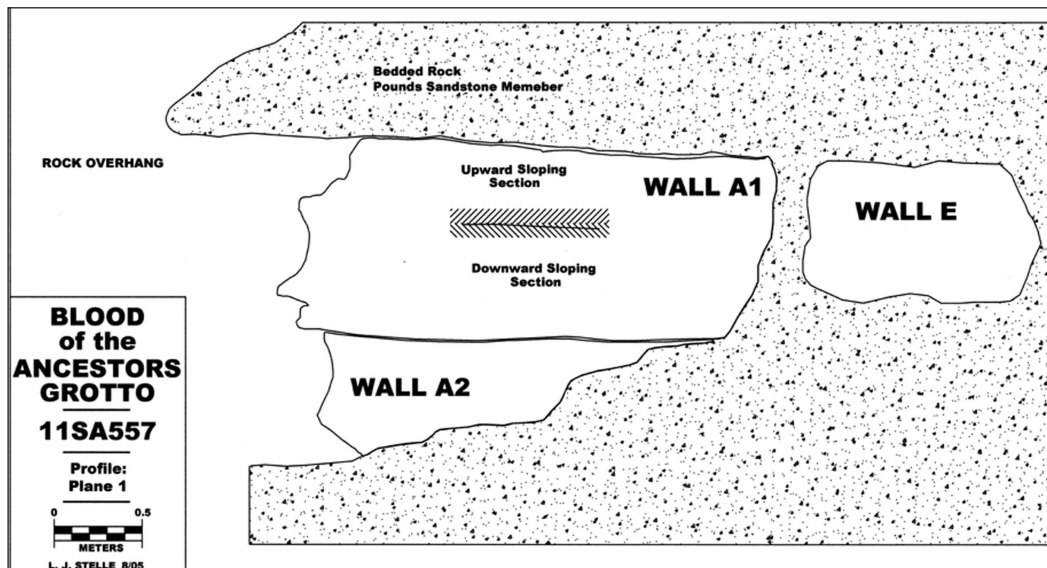 Bedded Rock
Pounds Sandstone Memeber
ROCK OVERHANG
Upward Sloping
Section
WALL A1
WALL E
Downward Sloping
Section
WALL A2
BLOOD
of the
ANCESTORS
GROTTO
11SA557
Profile:
Plane 1
0 0.5
METERS
L. J. STELLE 8/05